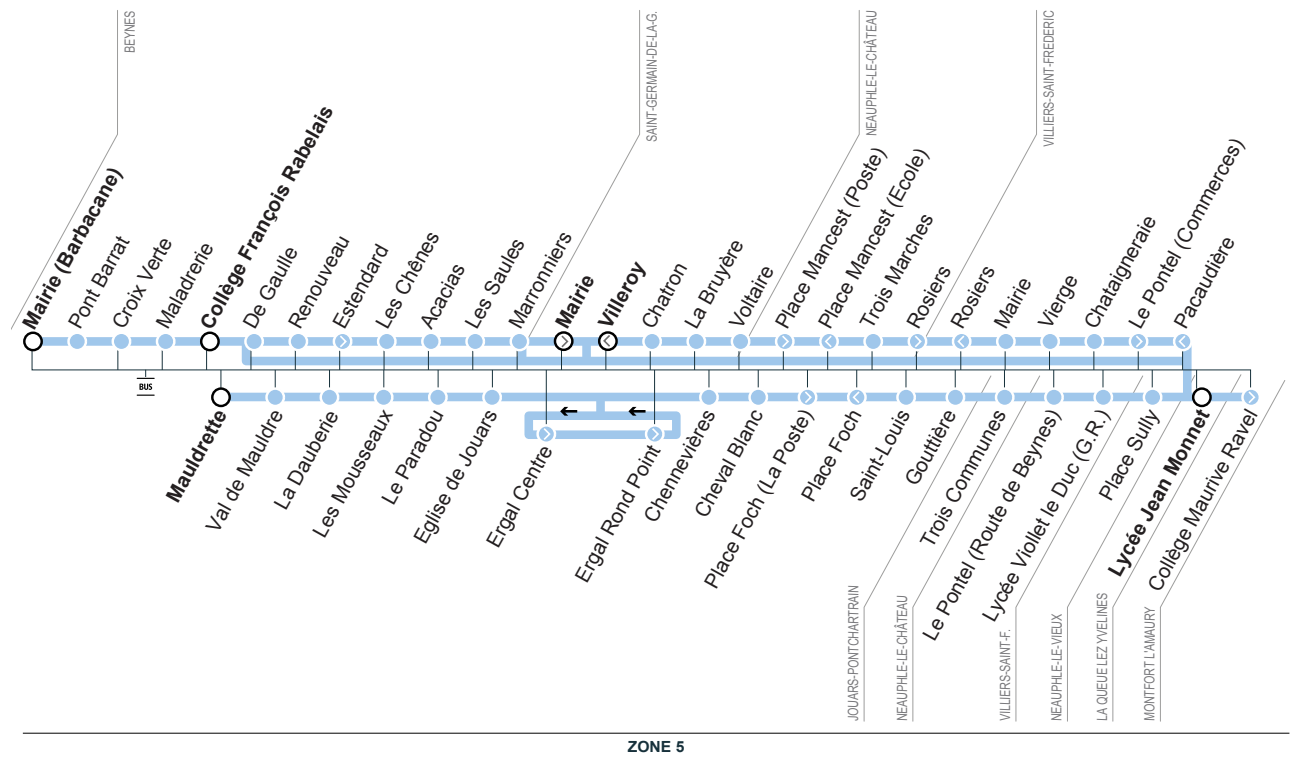 BEYNES
SAINT-GERMAIN-DE-LA-G.
NEAUPHLE-LE-CHÂTEAU
VILLIERS-SAINT-FREDERIC
Mairie (Barbacane)
Pont Barrat
Croix Verte
Maladrerie
Collège François Rabelais
De Gaulle
Renouveau
Estendard
Les Chênes
Acacias
Les Saules
Marronniers
Mairie
Villeroy
Chatron
La Bruyère
Voltaire
Place Mancest (Poste)
Place Mancest (Ecole)
Trois Marches
Rosiers
Rosiers
Mairie
Vierge
Chataigneraie
Le Pontel (Commerces)
Pacaudière
BUS
Mauldrette
Val de Mauldre
La Dauberie
Les Mousseaux
Le Paradou
Eglise de Jouars
Ergal Centre
Ergal Rond Point
Chennevières
Cheval Blanc
Place Foch (La Poste)
Place Foch
Saint-Louis
Gouttière
Trois Communes
Le Pontel (Route de Beynes)
Lycée Viollet le Duc (G.R.)
Place Sully
Lycée Jean Monnet
Collège Maurive Ravel
JOUARS-PONTCHARTRAIN
NEAUPHLE-LE-CHÂTEAU
VILLIERS-SAINT-F.
NEAUPHLE-LE-VIEUX
LA QUEUE LEZ YVELINES
MONTFORT L'AMAURY
ZONE 5